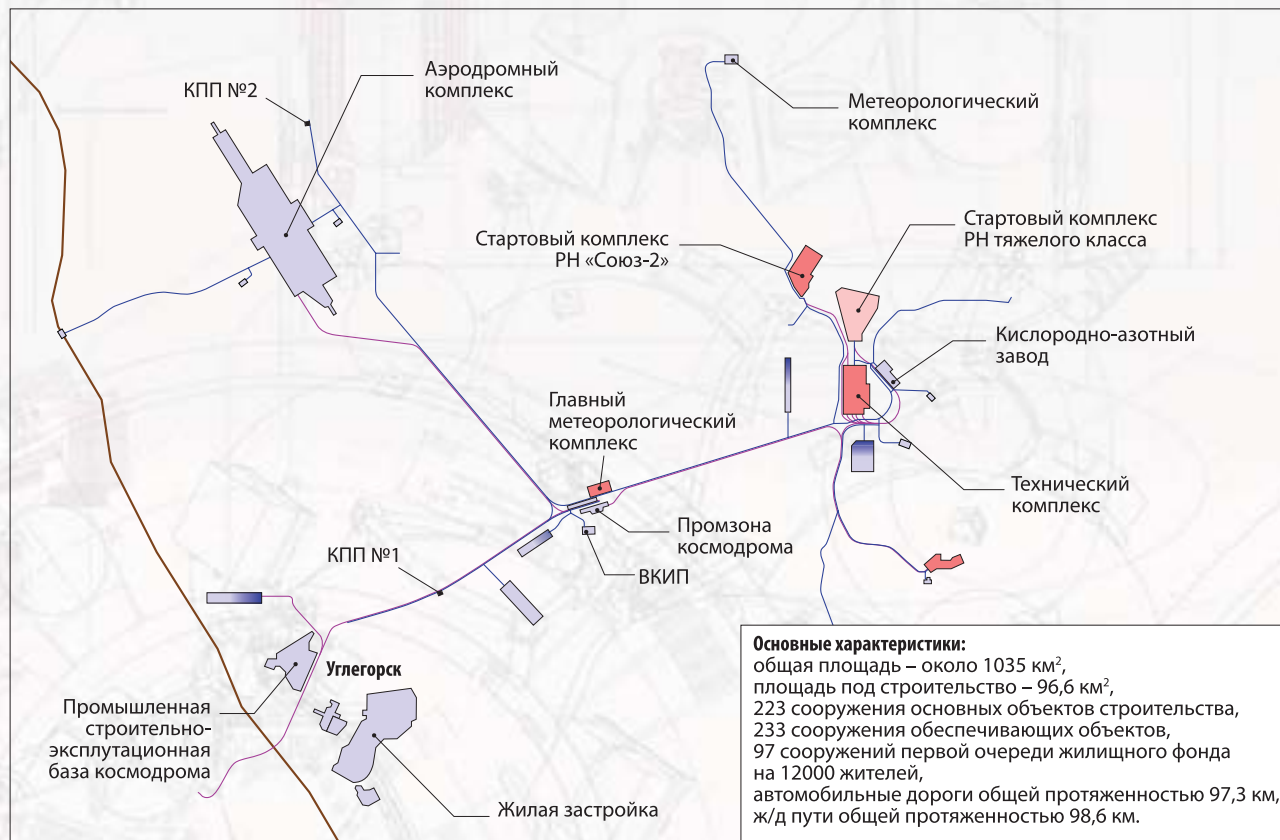 КПП №2
Аэродромный
комплекс
Метеорологический
комплекс
Стартовый комплекс
РН «Союз-2»
Стартовый комплекс
РН тяжелого класса
Кислородно-азотный
завод
Главный
метеорологический
комплекс
Технический
комплекс
Промзона
космодрома
ВКИП
КПП №1
Углегорск
Промышленная
строительно-
эксплутационная
база космодрома
Жилая застройка
Основные характеристики:
общая площадь – около 1035 км²,
площадь под строительство – 96,6 км²,
223 сооружения основных объектов строительства,
233 сооружения обеспечивающих объектов,
97 сооружений первой очереди жилищного фонда
на 12000 жителей,
автомобильные дороги общей протяженностью 97,3 км,
ж/д пути общей протяженностью 98,6 км.